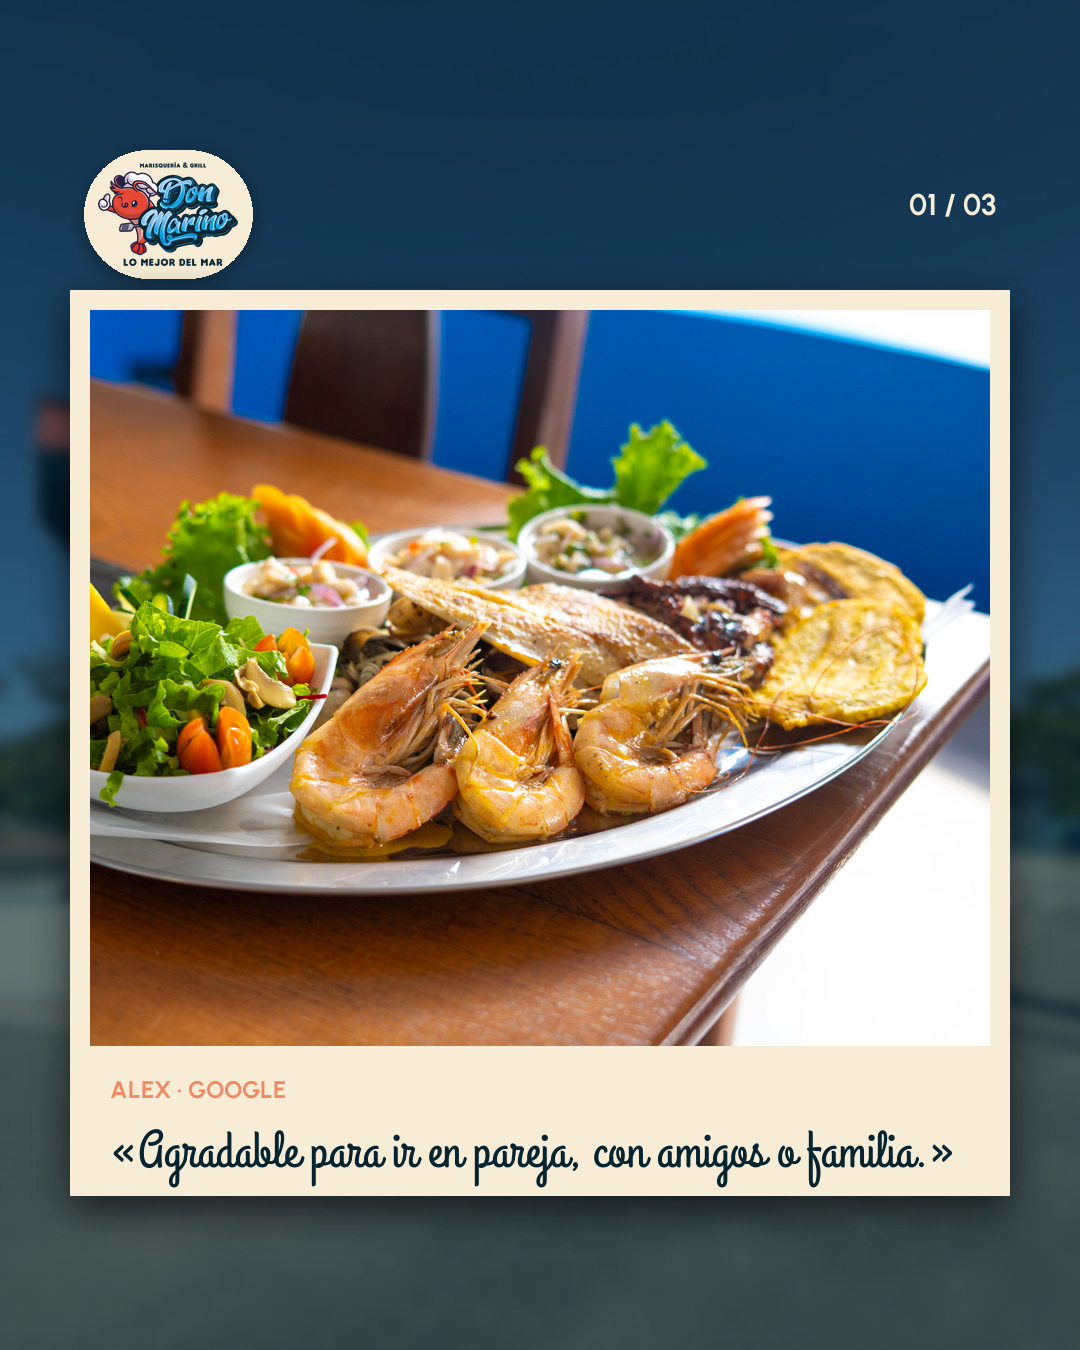 MARISQUERÍA & GRILL
Don
Marino
LO MEJOR DEL MAR
01 / 03
ALEX · GOOGLE
«Agradable para ir en pareja, con amigos o familia.»